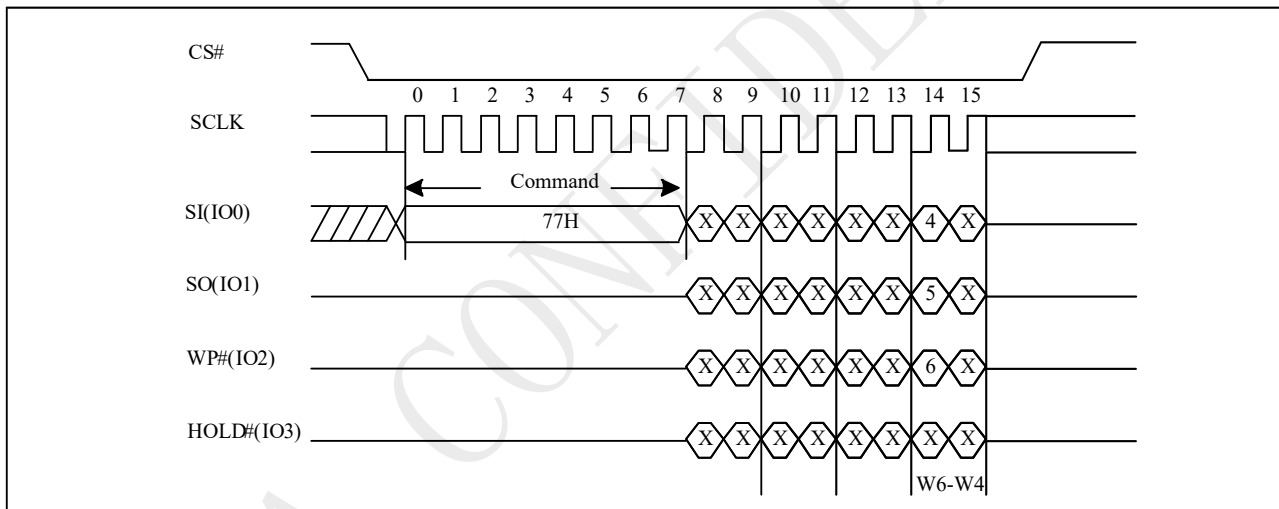 CS#
0 1 2 3 4 5 6 7 8 9 10 11 12 13 14 15
SCLK
Command
SI(IO0) 77H X X X X X X 4 X
SO(IO1) X X X X X X 5 X
WP#(IO2) X X X X X X 6 X
HOLD#(IO3) X X X X X X X X
W6-W4